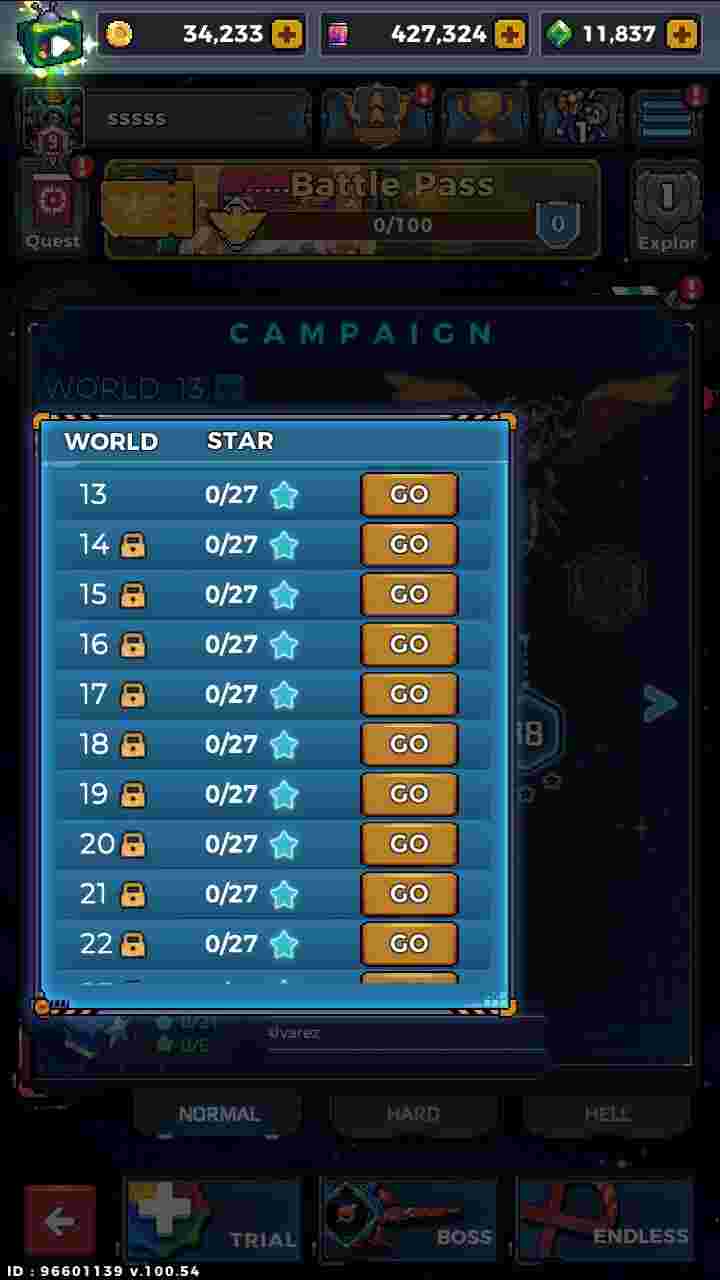 34,233
427,324
11,837
9
sssss
1
Quest
.....Battle Pass
0/100
0
1
Explor
CAMPAIGN
WORLD 13
WORLD STAR
13 0/27 GO
14 0/27 GO
15 0/27 GO
16 0/27 GO
17 0/27 GO
18 0/27 GO
19 0/27 GO
20 0/27 GO
21 0/27 GO
22 0/27 GO
0/27
0/6
alvarez
NORMAL HARD HELL
TRIAL BOSS ENDLESS
ID : 96601139 v.100.54